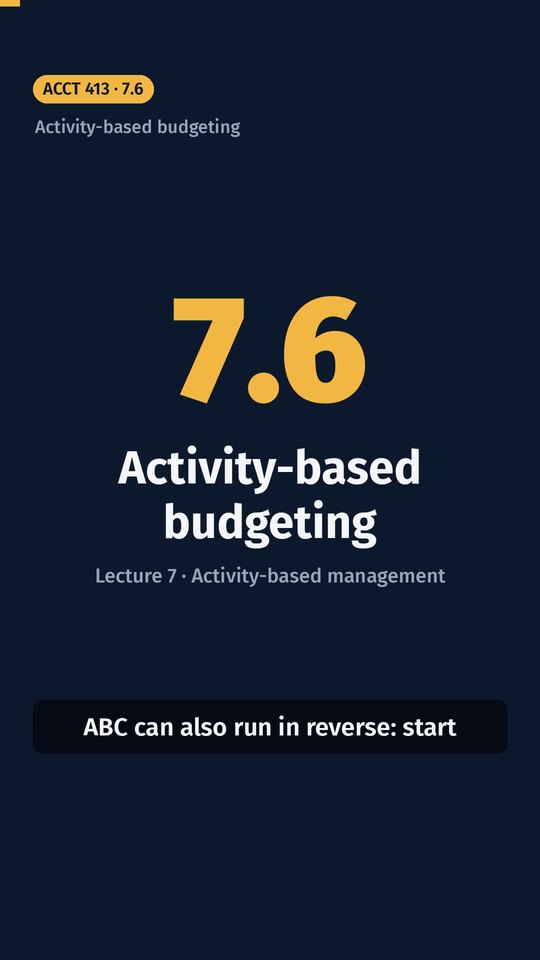 ACCT 413 · 7.6
Activity-based budgeting
7.6
Activity-based
budgeting
Lecture 7 · Activity-based management
ABC can also run in reverse: start